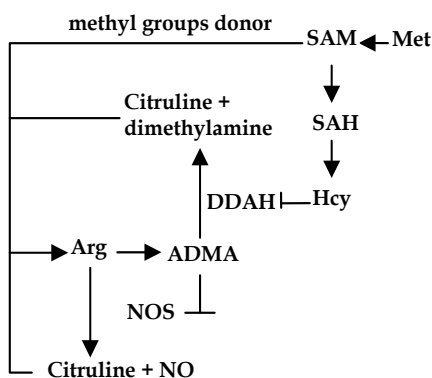 methyl groups donor
SAM
Met
Citruline +
dimethylamine
SAH
DDAH
Hcy
Arg
ADMA
NOS
Citruline + NO